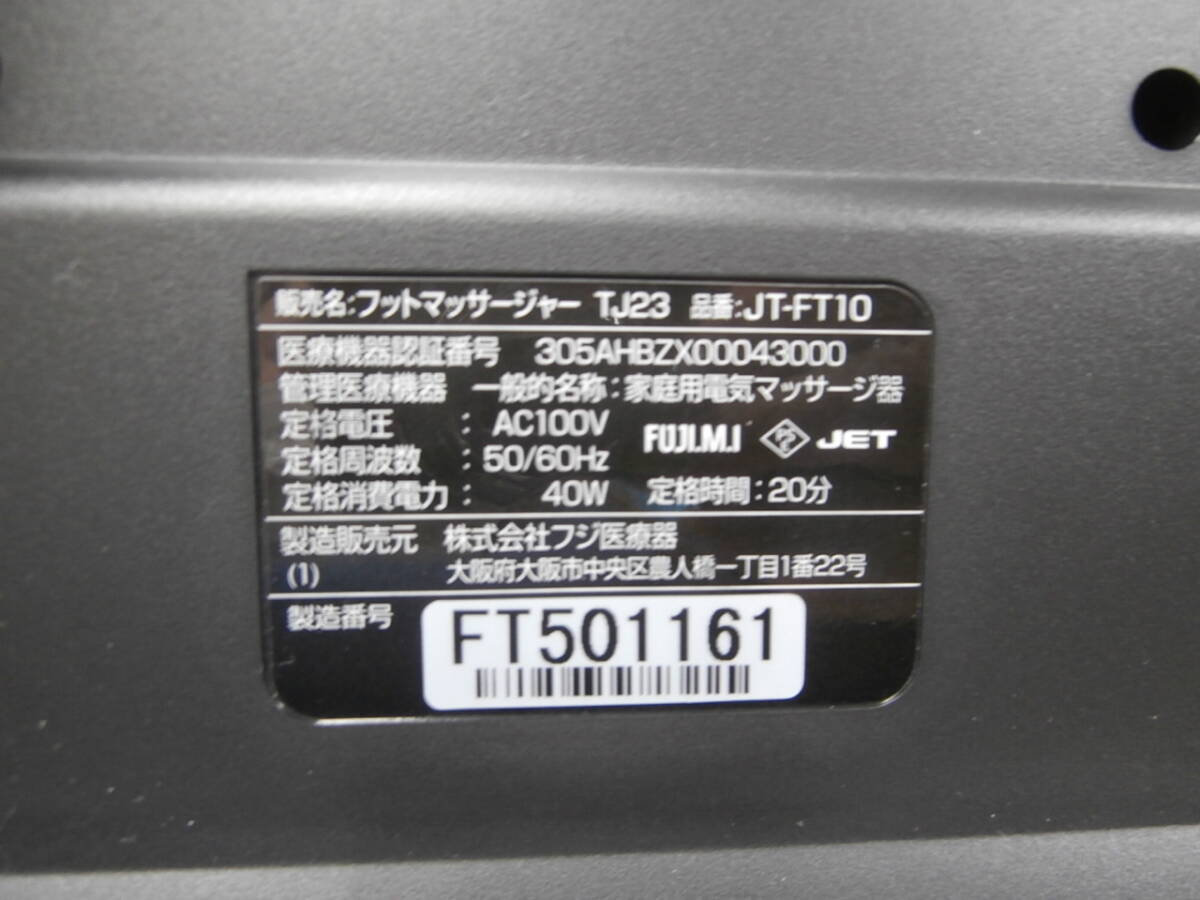 販売名:フットマッサージャー TJ23 品番:JT-FT10
医療機器認証番号 305AHBZX00043000
管理医療機器 一般的名称:家庭用電気マッサージ器
定格電圧 : AC100V
FUJI.M.I PSE JET
定格周波数 : 50/60Hz
定格消費電力: 40W 定格時間:20分
製造販売元 株式会社フジ医療器
(1) 大阪府大阪市中央区農人橋一丁目1番22号
製造番号 FT501161